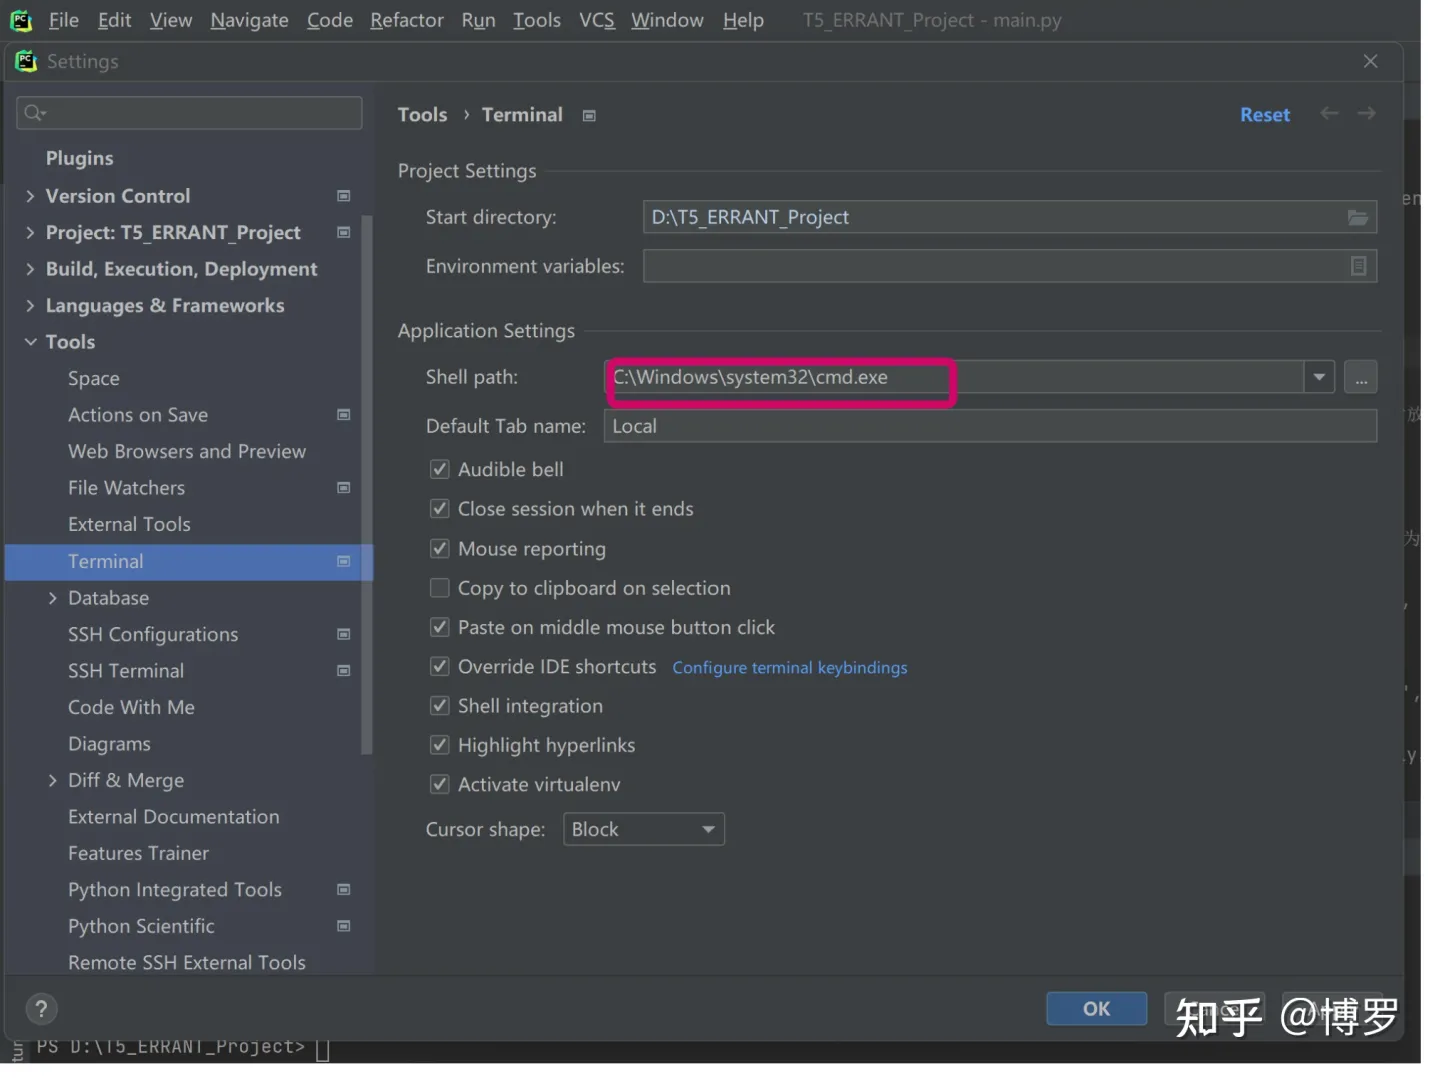 File Edit View Navigate Code Refactor Run Tools VCS Window Help T5_ERRANT_Project - main.py
Settings
Plugins
Version Control
Project: T5_ERRANT_Project
Build, Execution, Deployment
Languages & Frameworks
Tools
Space
Actions on Save
Web Browsers and Preview
File Watchers
External Tools
Terminal
Database
SSH Configurations
SSH Terminal
Code With Me
Diagrams
Diff & Merge
External Documentation
Features Trainer
Python Integrated Tools
Python Scientific
Remote SSH External Tools
Tools › Terminal Reset
Project Settings
Start directory: D:\T5_ERRANT_Project
Environment variables:
Application Settings
Shell path: C:\Windows\system32\cmd.exe ...
Default Tab name: Local
Audible bell
Close session when it ends
Mouse reporting
Copy to clipboard on selection
Paste on middle mouse button click
Override IDE shortcuts Configure terminal keybindings
Shell integration
Highlight hyperlinks
Activate virtualenv
Cursor shape: Block
? OK
知乎 @博罗
PS D:\T5_ERRANT_Project>